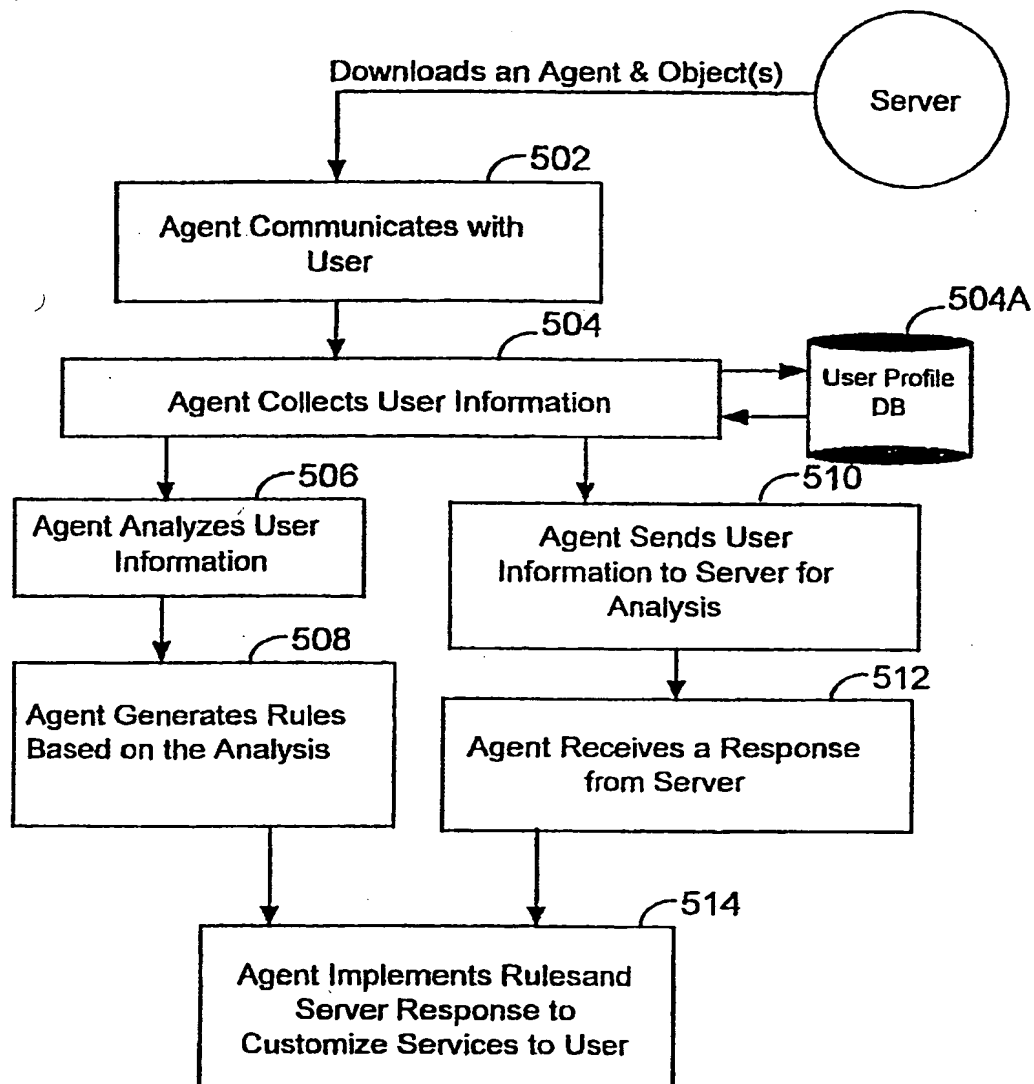 Downloads an Agent & Object(s)
Server
502
Agent Communicates with
User
504
504A
Agent Collects User Information
User Profile
DB
506
Agent Analyzes User
Information
510
Agent Sends User
Information to Server for
Analysis
508
Agent Generates Rules
Based on the Analysis
512
Agent Receives a Response
from Server
514
Agent Implements Rulesand
Server Response to
Customize Services to User